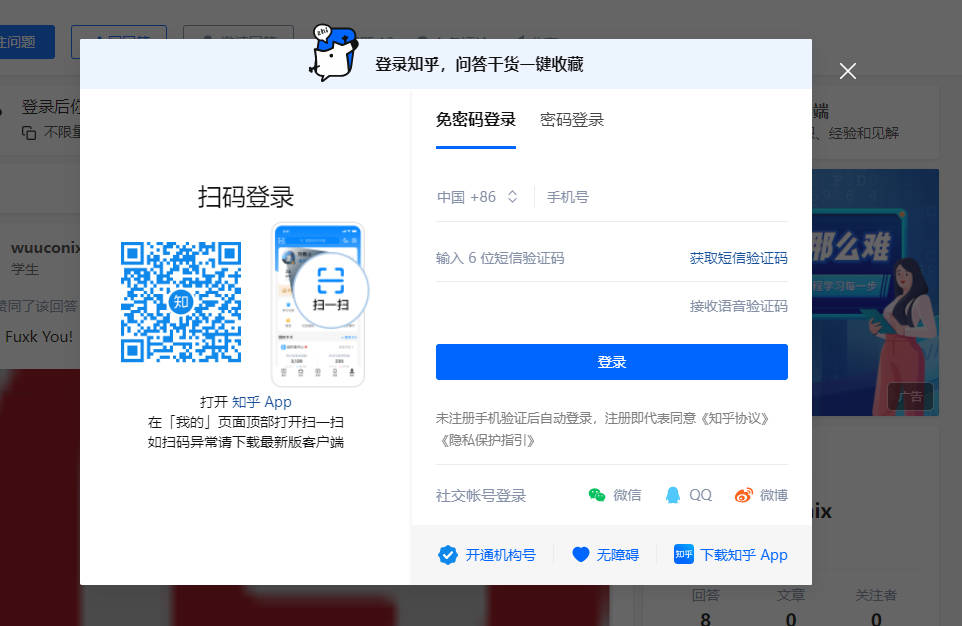 注问题
登录知乎，问答干货一键收藏
登录后你
不限量
端
、经验和见解
免密码登录
密码登录
扫码登录
中国 +86
手机号
wuuconix
学生
赞同了该回答
Fuxk You!
知
扫一扫
输入 6 位短信验证码
获取短信验证码
接收语音验证码
那么难
程学习每一步
广告
登录
打开 知乎 App
在「我的」页面顶部打开扫一扫
如扫码异常请下载最新版客户端
未注册手机验证后自动登录，注册即代表同意《知乎协议》
《隐私保护指引》
社交帐号登录
微信
QQ
微博
ix
开通机构号
无障碍
知乎
下载知乎 App
回答
文章
关注者
8
0
0